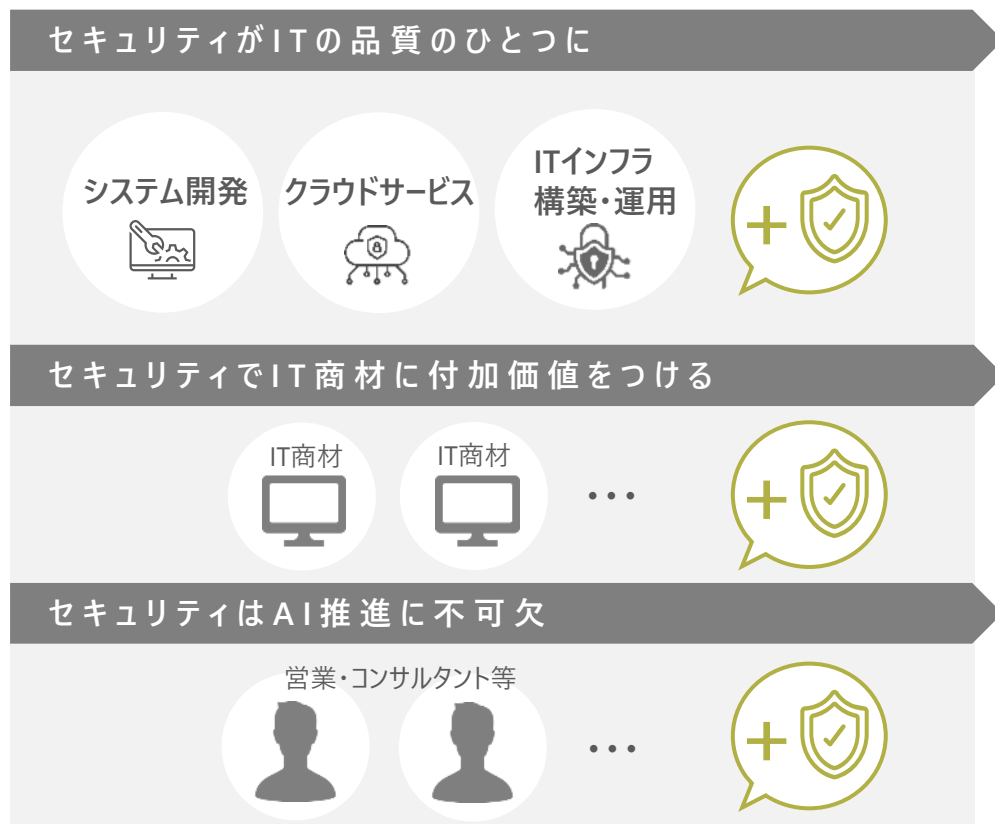 セキュリティがITの品質のひとつに
システム開発
クラウドサービス
ITインフラ
構築・運用
+
セキュリティでIT商材に付加価値をつける
IT商材
IT商材
・・・
+
セキュリティはAI推進に不可欠
営業・コンサルタント等
・・・
+